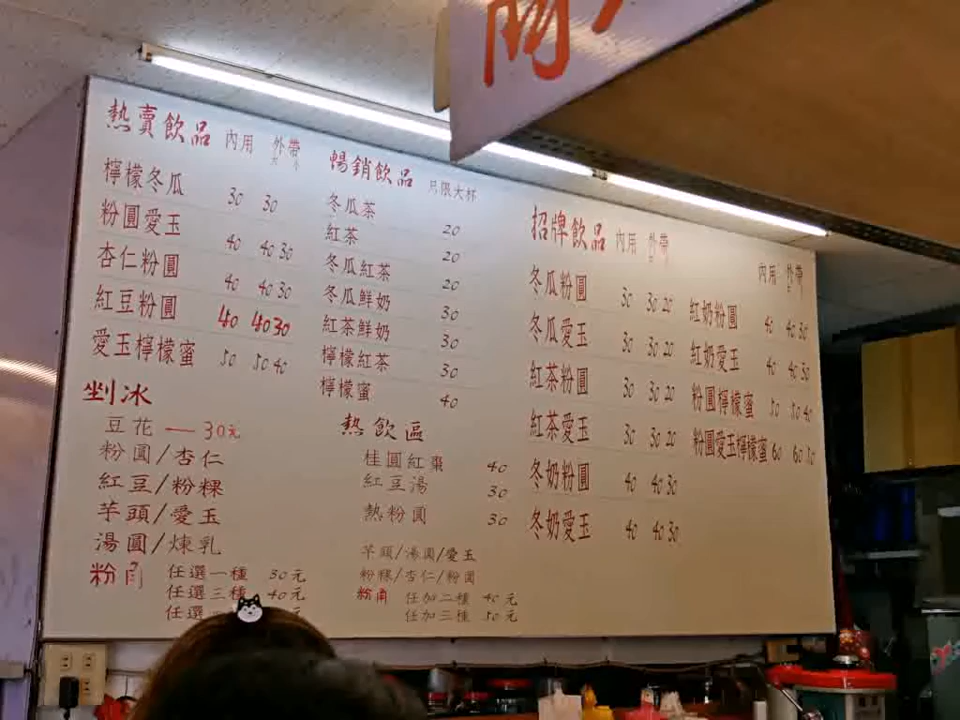 熱賣飲品 內用 外帶
大 小
檸檬冬瓜 30 30
粉圓愛玉 40 40 30
杏仁粉圓 40 40 30
紅豆粉圓 40 40 30
愛玉檸檬蜜 50 50 40
剉冰
豆花 — 30元
粉圓/杏仁
紅豆/粉粿
芋頭/愛玉
湯圓/煉乳
粉角
任選一種 30元
任選三種 40元
任選
暢銷飲品 只限大杯
冬瓜茶 20
紅茶 20
冬瓜紅茶 20
冬瓜鮮奶 30
紅茶鮮奶 30
檸檬紅茶 30
檸檬蜜 40
熱飲區
桂圓紅棗 40
紅豆湯 30
熱粉圓 30
芋頭/湯圓/愛玉
粉粿/杏仁/粉圓
粉角 任加二種 40元
任加三種 50元
招牌飲品 內用 外帶
冬瓜粉圓 30 30 20
冬瓜愛玉 30 30 20
紅茶粉圓 30 30 20
紅茶愛玉 30 30 20
冬奶粉圓 40 40 30
冬奶愛玉 40 40 30
內用 外帶
紅奶粉圓 40 40 30
紅奶愛玉 40 40 30
粉圓檸檬蜜 50 50 40
粉圓愛玉檸檬蜜 60 60 50